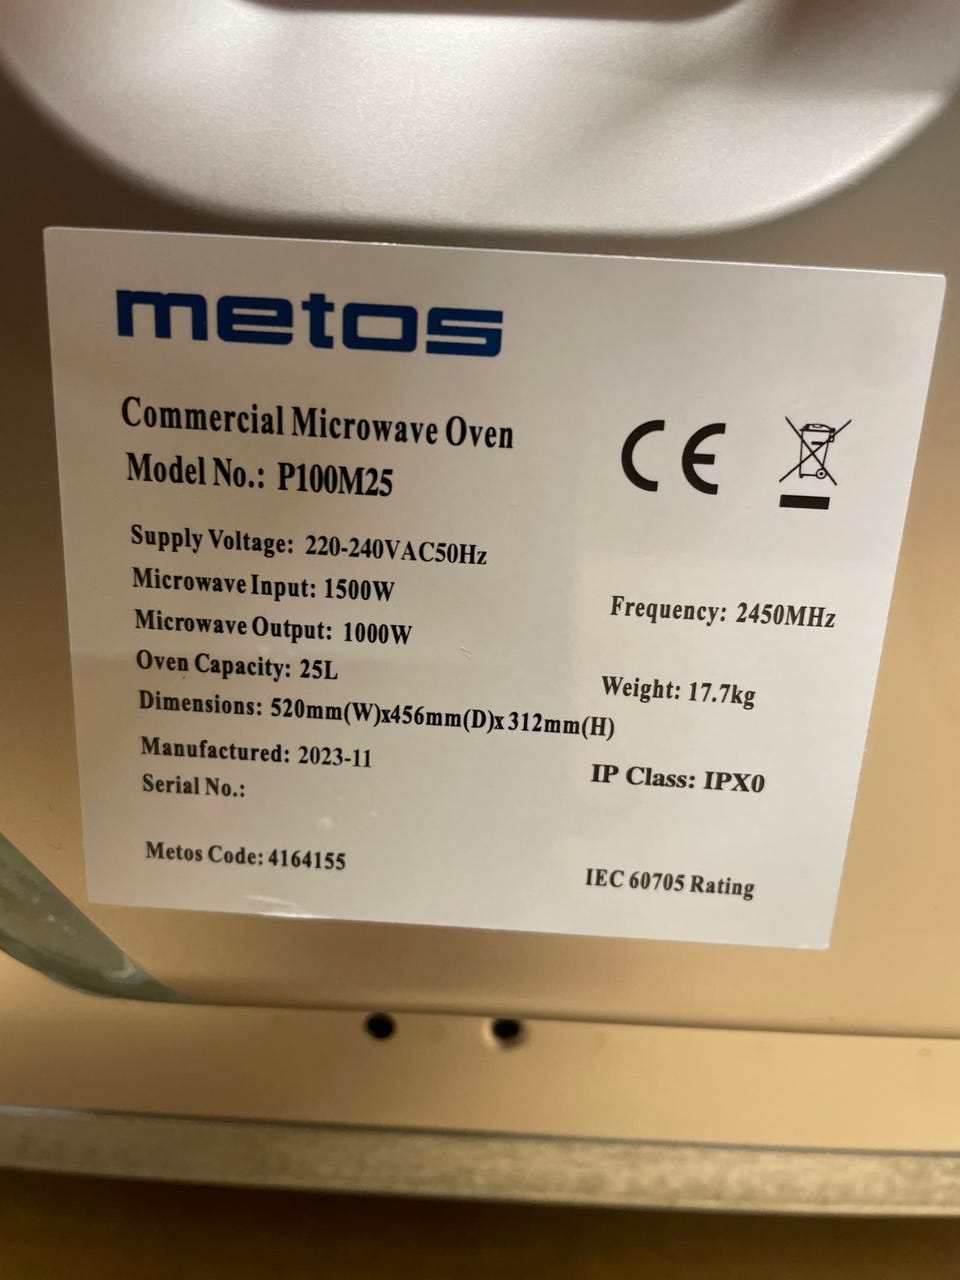 metos
Commercial Microwave Oven
Model No.: P100M25
Supply Voltage: 220-240VAC50Hz
Microwave Input: 1500W
Frequency: 2450MHz
Microwave Output: 1000W
Oven Capacity: 25L
Weight: 17.7kg
Dimensions: 520mm(W)x456mm(D)x312mm(H)
Manufactured: 2023-11
IP Class: IPX0
Serial No.:
Metos Code: 4164155
IEC 60705 Rating
CE